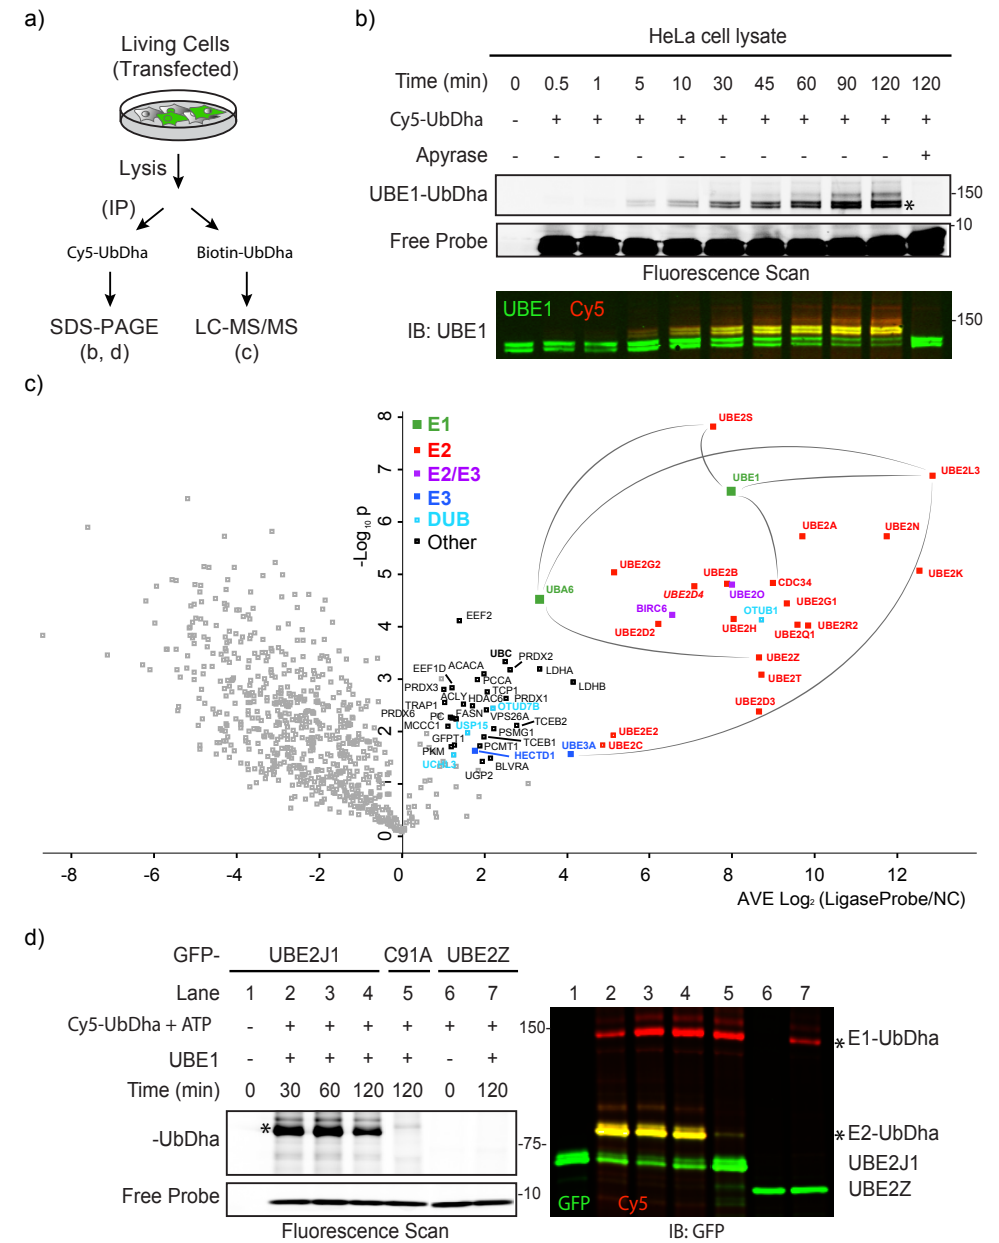 a)
Living Cells
(Transfected)
Lysis
(IP)
Cy5-UbDha
Biotin-UbDha
SDS-PAGE
(b, d)
LC-MS/MS
(c)
b)
HeLa cell lysate
Time (min) 0 0.5 1 5 10 30 45 60 90 120 120
Cy5-UbDha - + + + + + + + + + +
Apyrase - - - - - - - - - - +
UBE1-UbDha
-150
*
-10
Free Probe
Fluorescence Scan
UBE1 Cy5
-150
IB: UBE1
c)
8
7
6
5
4
3
2
1
0
-Log₁₀ p
E1
E2
E2/E3
E3
DUB
Other
UBE2S
UBE2L3
UBE1
UBE2A
UBE2N
UBE2K
UBE2G2
UBE2B
CDC34
UBE2D4
UBE2O
UBA6
BIRC6
OTUB1
UBE2G1
UBE2D2
UBE2H
UBE2R2
UBE2Q1
UBE2Z
UBE2T
UBE2D3
UBE2E2
UBE2C
UBE3A
HECTD1
EEF2
UBC
PRDX2
EEF1D
ACACA
LDHA
PCCA
LDHB
PRDX3
TCP1
ACLY
HDAC6
PRDX1
TRAP1
OTUD7B
PRDX6
PC
FASN
VPS26A
TCEB2
MCCC1
USP15
PSMG1
GFPT1
TCEB1
PKM
PCMT1
UCHL3
BLVRA
UGP2
-8 -6 -4 -2 0 2 4 6 8 10 12
AVE Log₂ (LigaseProbe/NC)
d)
GFP- UBE2J1 C91A UBE2Z
Lane 1 2 3 4 5 6 7
Cy5-UbDha + ATP - + + + + + +
UBE1 - + + + + - +
Time (min) 0 30 60 120 120 0 120
*
-UbDha
Free Probe
Fluorescence Scan
150-
-75-
-10
1 2 3 4 5 6 7
* E1-UbDha
* E2-UbDha
UBE2J1
UBE2Z
GFP Cy5
IB: GFP